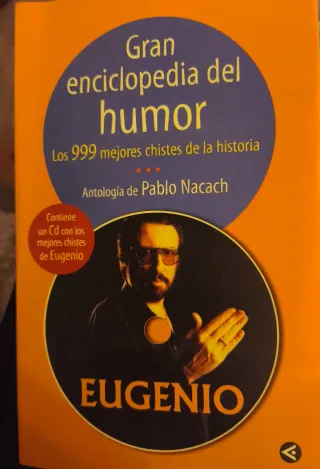 Gran
enciclopedia del
humor
Los 999 mejores chistes de la historia
Antología de Pablo Nacach
Contiene
un Cd con los
mejores chistes
de Eugenio
EUGENIO